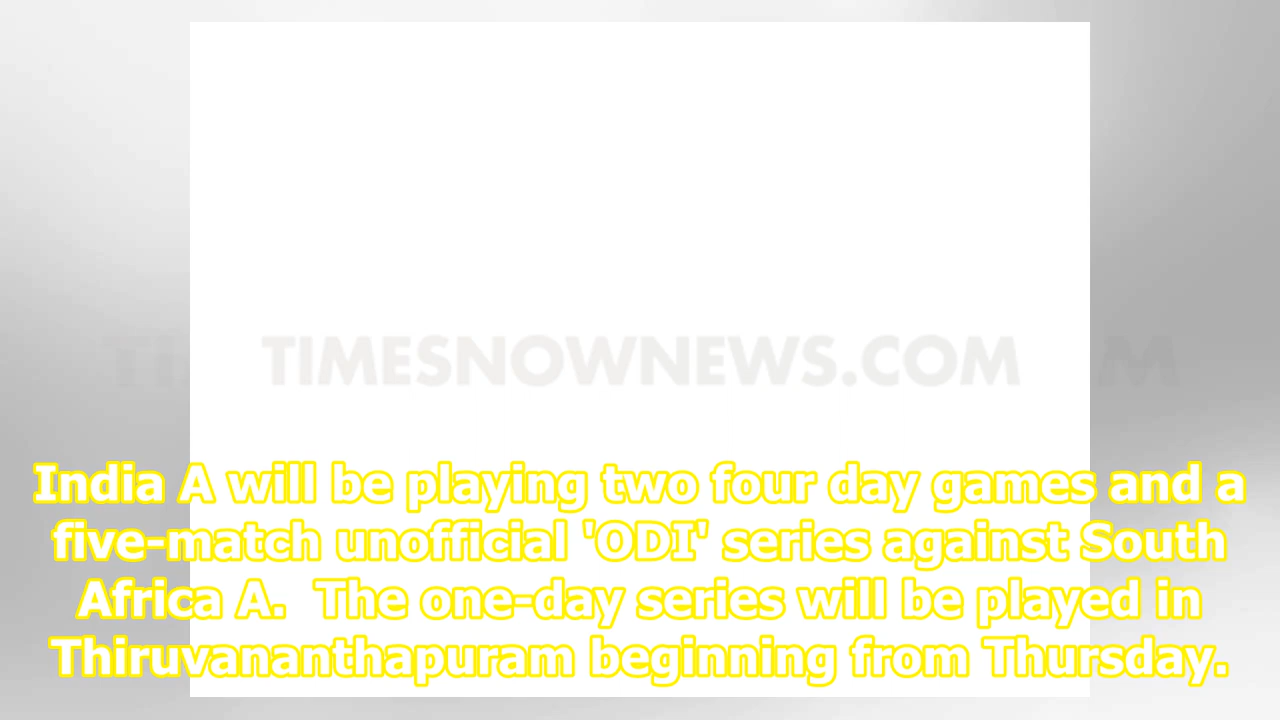 TIMESNOWNEWS.COM
India A will be playing two four day games and a
five-match unofficial 'ODI' series against South
Africa A.  The one-day series will be played in
Thiruvananthapuram beginning from Thursday.